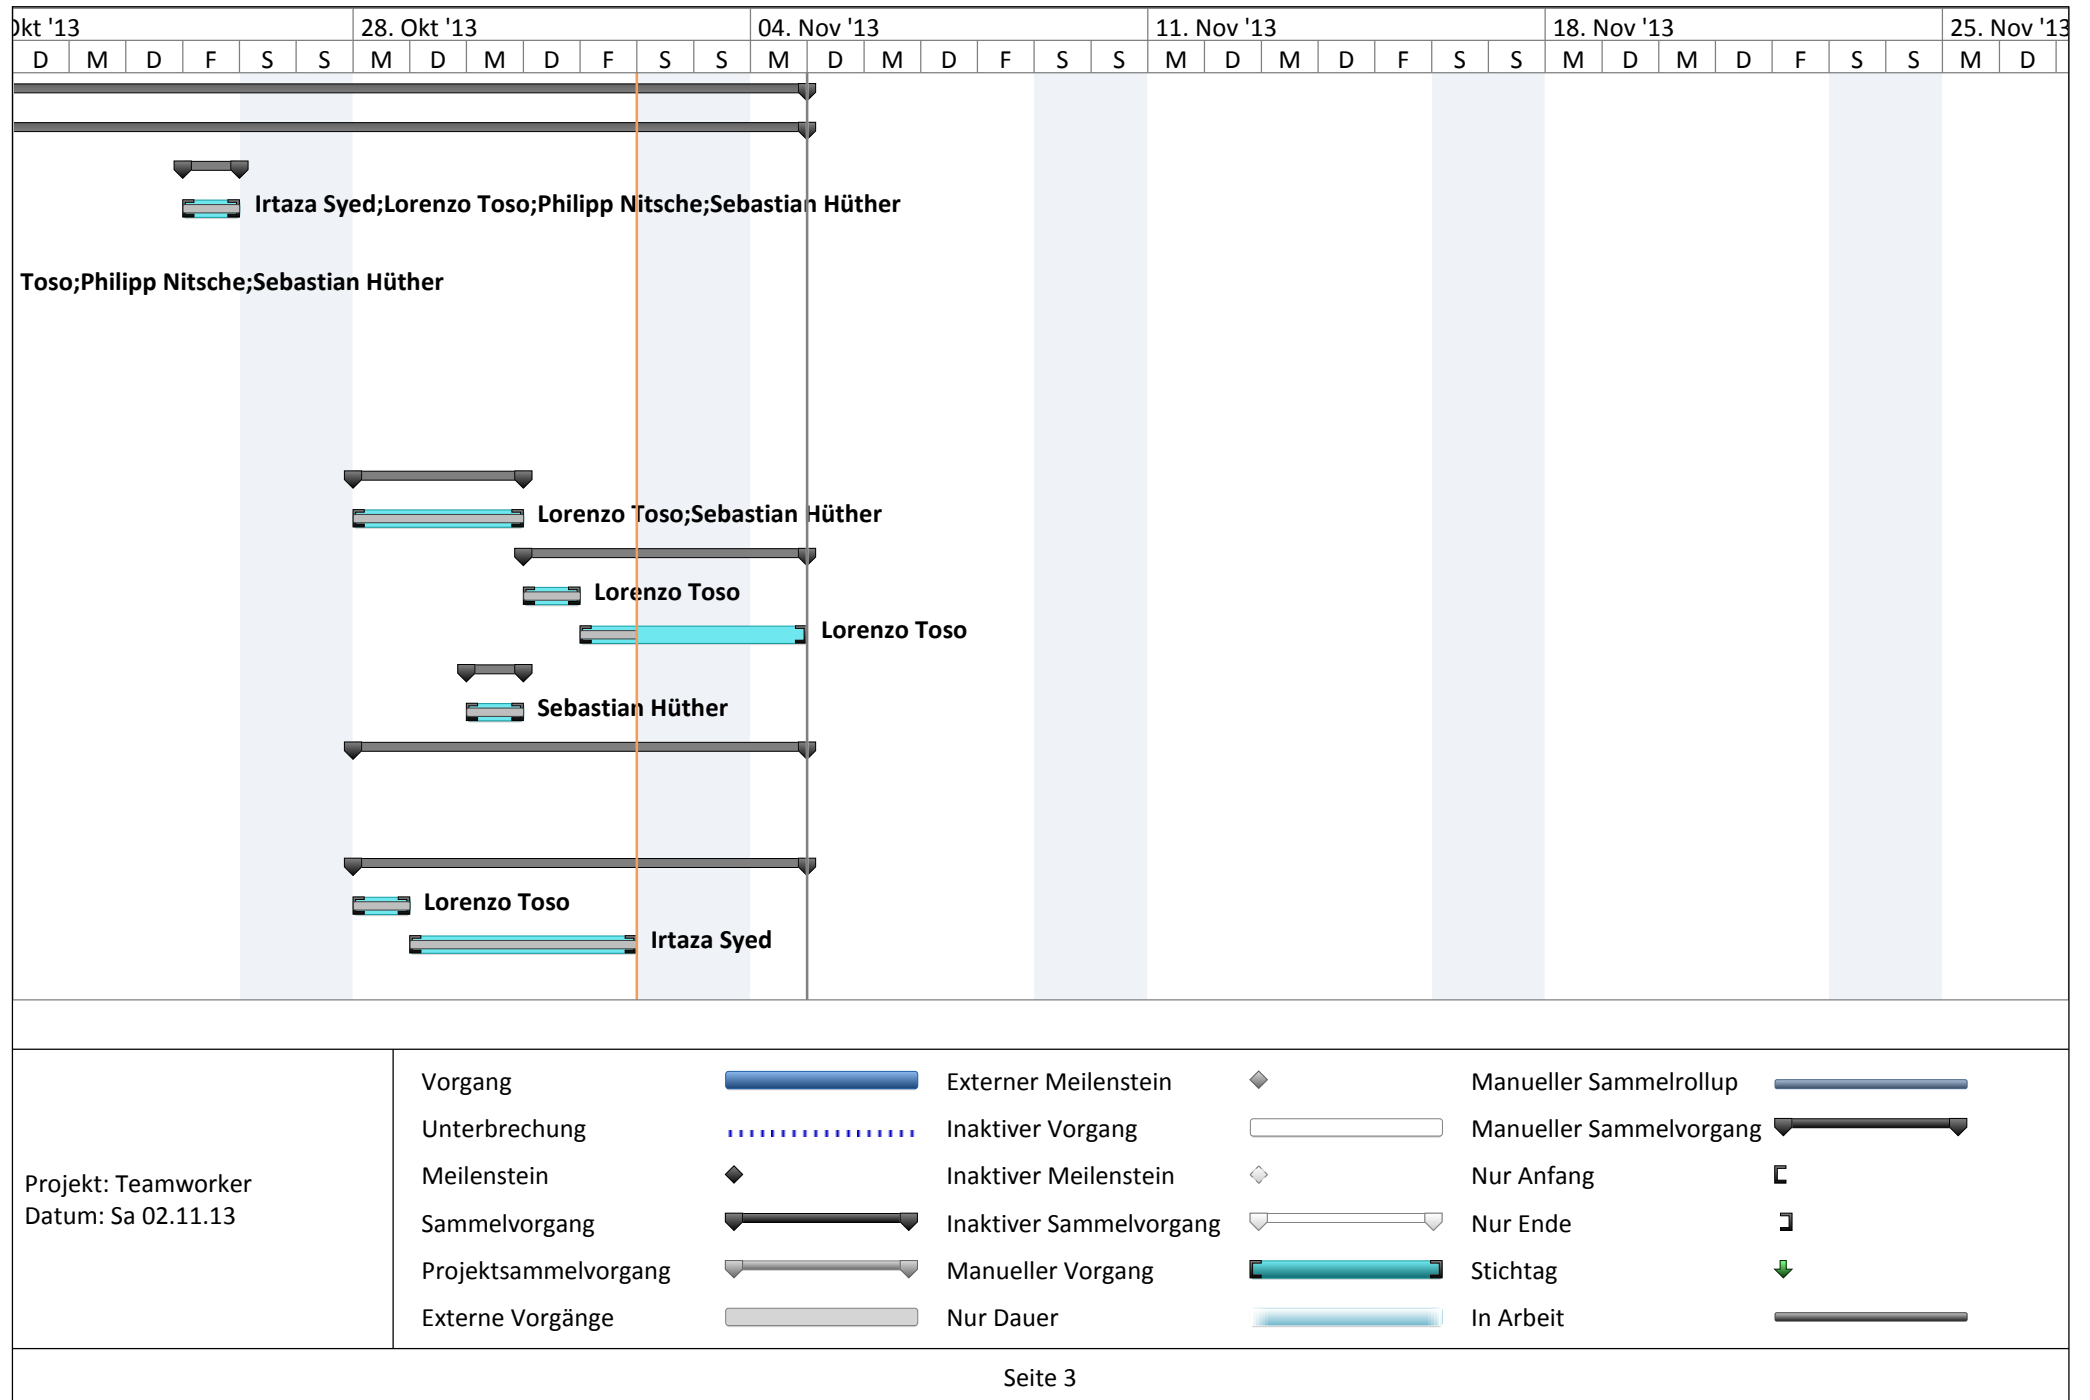 Okt '13 28. Okt '13 04. Nov '13 11. Nov '13 18. Nov '13 25. Nov '13
D M D F S S M D M D F S S M D M D F S S M D M D F S S M D M D F S S M D
Irtaza Syed;Lorenzo Toso;Philipp Nitsche;Sebastian Hüther
Toso;Philipp Nitsche;Sebastian Hüther
Lorenzo Toso;Sebastian Hüther
Lorenzo Toso
Lorenzo Toso
Sebastian Hüther
Lorenzo Toso
Irtaza Syed
Projekt: Teamworker
Datum: Sa 02.11.13
Vorgang
Unterbrechung
Meilenstein
Sammelvorgang
Projektsammelvorgang
Externe Vorgänge
Externer Meilenstein
Inaktiver Vorgang
Inaktiver Meilenstein
Inaktiver Sammelvorgang
Manueller Vorgang
Nur Dauer
Manueller Sammelrollup
Manueller Sammelvorgang
Nur Anfang
Nur Ende
Stichtag
In Arbeit
Seite 3